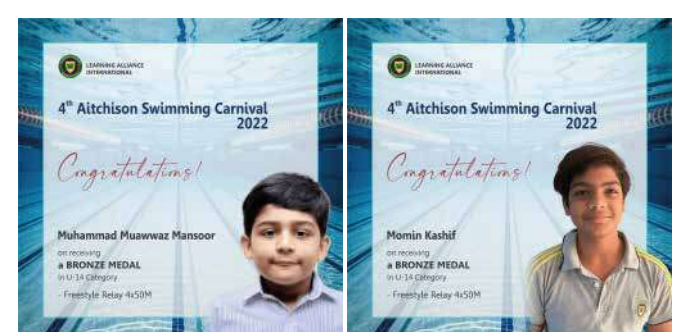 LEARNING ALLIANCE
INTERNATIONAL
4th Aitchison Swimming Carnival
2022
Congratulations!
Muhammad Muawwaz Mansoor
on receiving
a BRONZE MEDAL
in U-14 Category
- Freestyle Relay 4x50M
LEARNING ALLIANCE
INTERNATIONAL
4th Aitchison Swimming Carnival
2022
Congratulations!
Momin Kashif
on receiving
a BRONZE MEDAL
in U-14 Category
- Freestyle Relay 4x50M